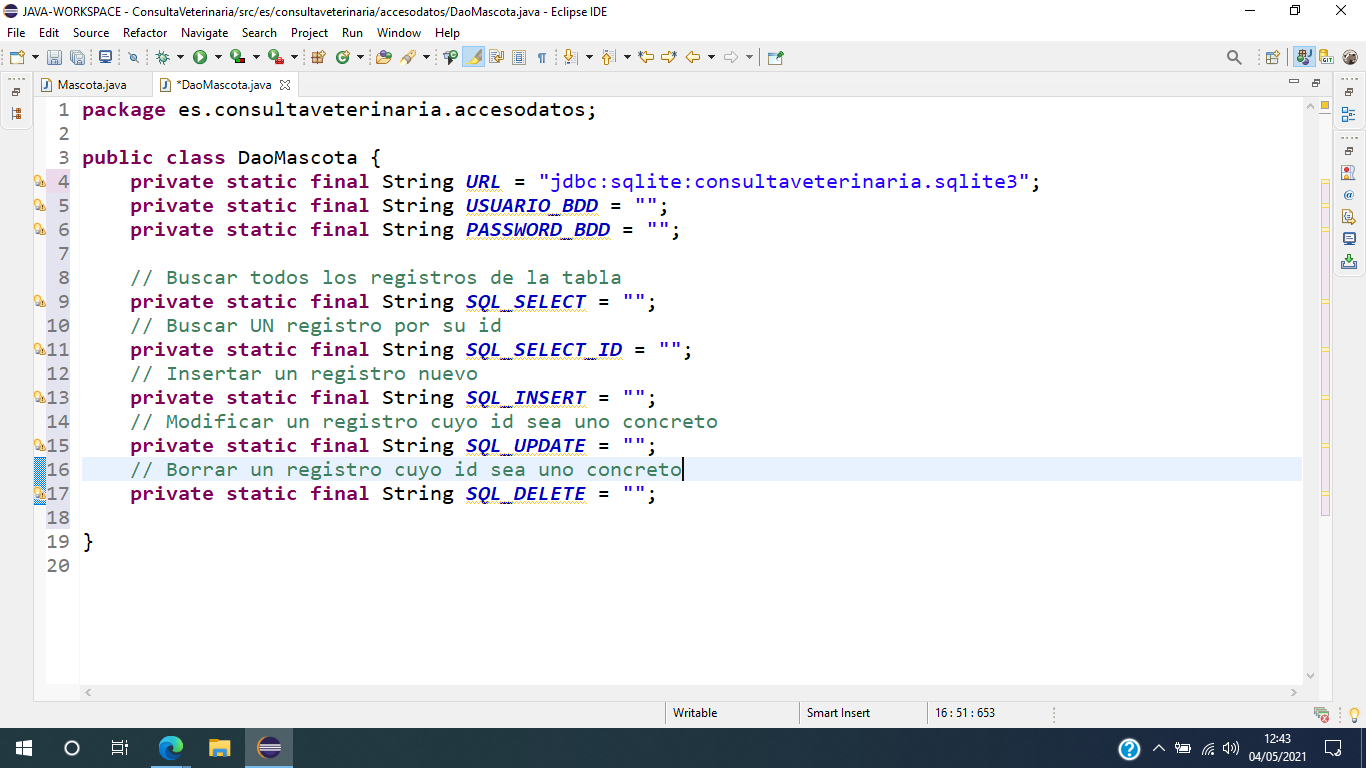 JAVA-WORKSPACE - ConsultaVeterinaria/src/es/consultaveterinaria/accesodatos/DaoMascota.java - Eclipse IDE
File Edit Source Refactor Navigate Search Project Run Window Help
Mascota.java *DaoMascota.java
1 package es.consultaveterinaria.accesodatos;
2
3 public class DaoMascota {
4 private static final String URL = "jdbc:sqlite:consultaveterinaria.sqlite3";
5 private static final String USUARIO_BDD = "";
6 private static final String PASSWORD_BDD = "";
7
8 // Buscar todos los registros de la tabla
9 private static final String SQL_SELECT = "";
10 // Buscar UN registro por su id
11 private static final String SQL_SELECT_ID = "";
12 // Insertar un registro nuevo
13 private static final String SQL_INSERT = "";
14 // Modificar un registro cuyo id sea uno concreto
15 private static final String SQL_UPDATE = "";
16 // Borrar un registro cuyo id sea uno concreto
17 private static final String SQL_DELETE = "";
18
19 }
20
Writable Smart Insert 16 : 51 : 653
12:43
04/05/2021